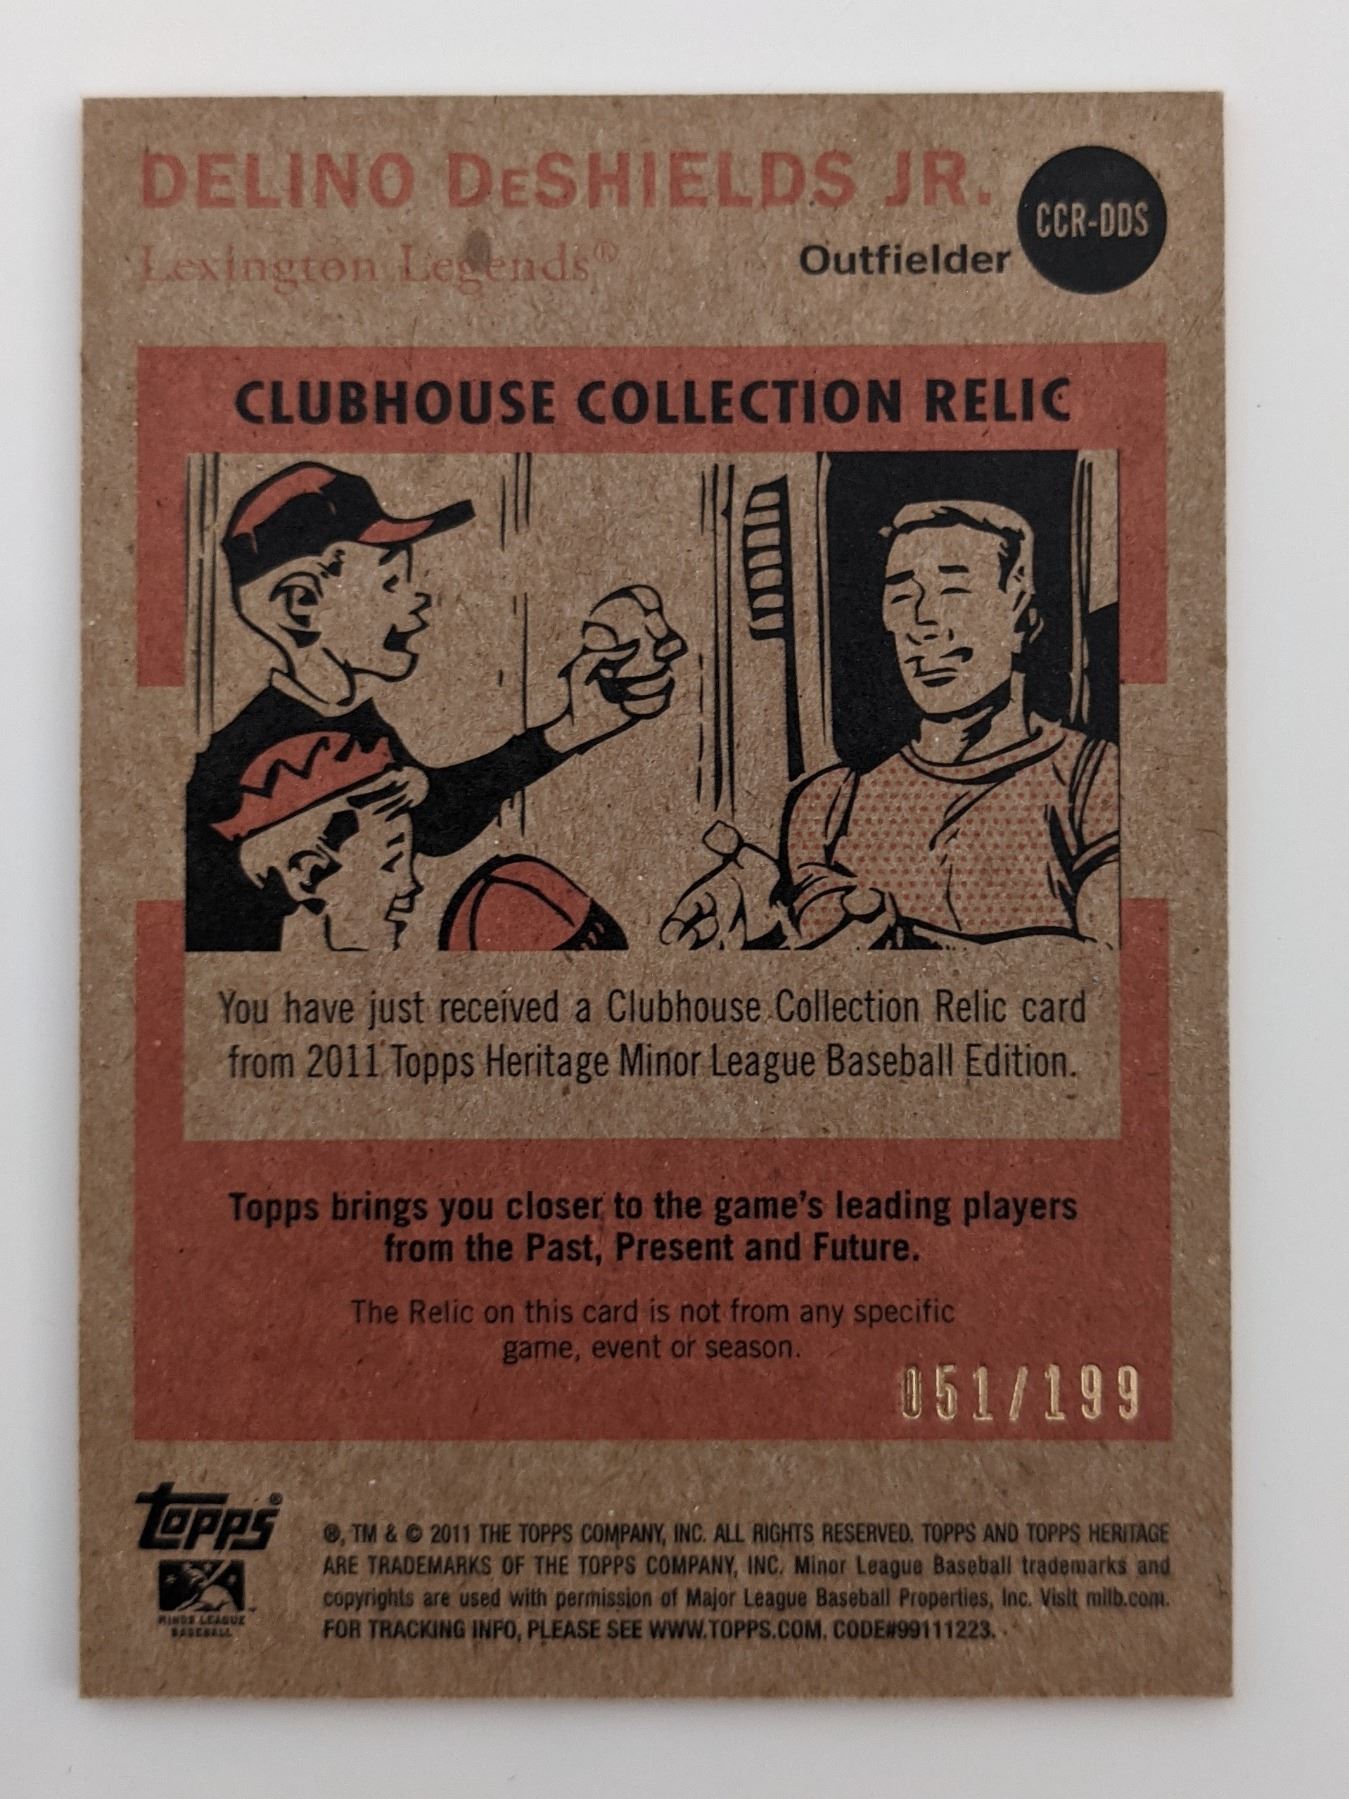 DELINO DeSHIELDS JR.
CCR-DDS
Lexington Legends®
Outfielder
CLUBHOUSE COLLECTION RELIC
You have just received a Clubhouse Collection Relic card
from 2011 Topps Heritage Minor League Baseball Edition.
Topps brings you closer to the game's leading players
from the Past, Present and Future.
The Relic on this card is not from any specific
game, event or season.
051/199
topps®
MINOR LEAGUE
BASEBALL
®, TM & © 2011 THE TOPPS COMPANY, INC. ALL RIGHTS RESERVED. TOPPS AND TOPPS HERITAGE
ARE TRADEMARKS OF THE TOPPS COMPANY, INC. Minor League Baseball trademarks and
copyrights are used with permission of Major League Baseball Properties, Inc. Visit milb.com.
FOR TRACKING INFO, PLEASE SEE WWW.TOPPS.COM. CODE#99111223.